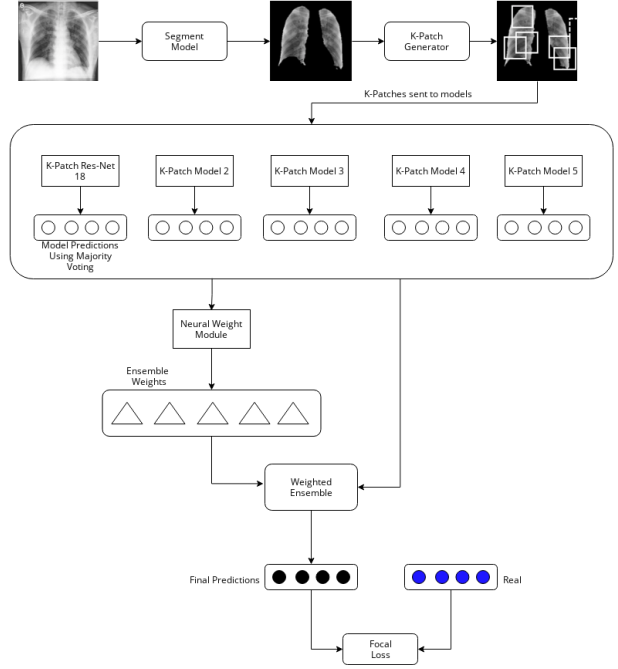 Segment
Model
K-Patch
Generator
K-Patches sent to models
K-Patch Res-Net
18
K-Patch Model 2
K-Patch Model 3
K-Patch Model 4
K-Patch Model 5
Model Predictions
Using Majority
Voting
Neural Weight
Module
Ensemble
Weights
Weighted
Ensemble
Final Predictions
Real
Focal
Loss